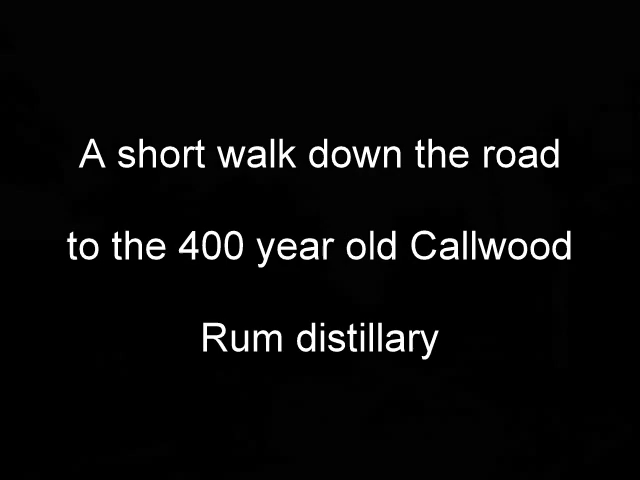 A short walk down the road
to the 400 year old Callwood
Rum distillary